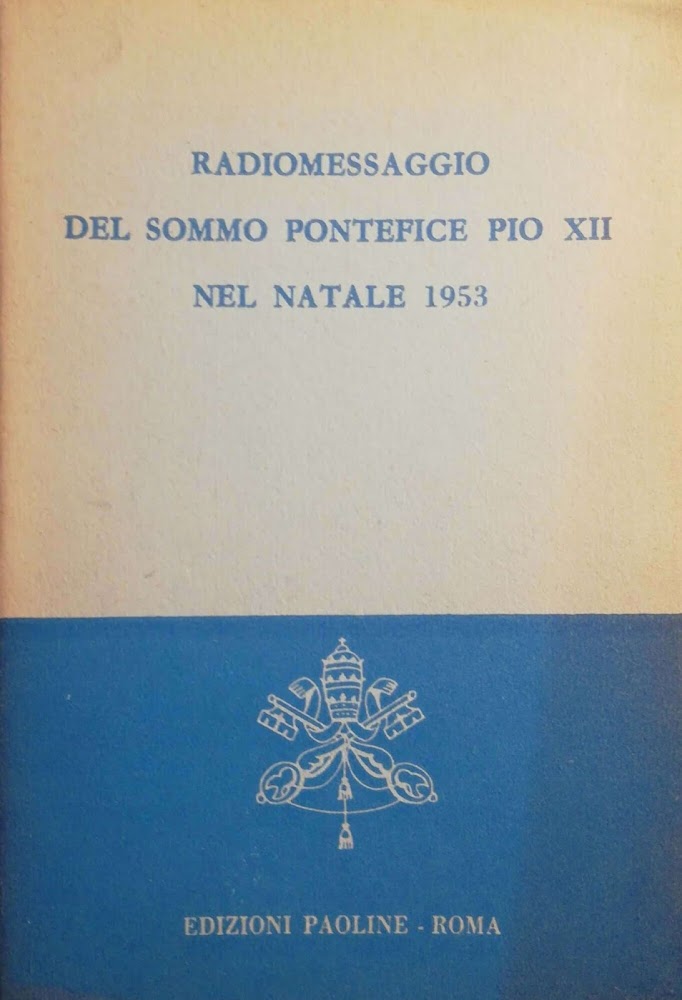 RADIOMESSAGGIO
DEL SOMMO PONTEFICE PIO XII
NEL NATALE 1953
EDIZIONI PAOLINE - ROMA